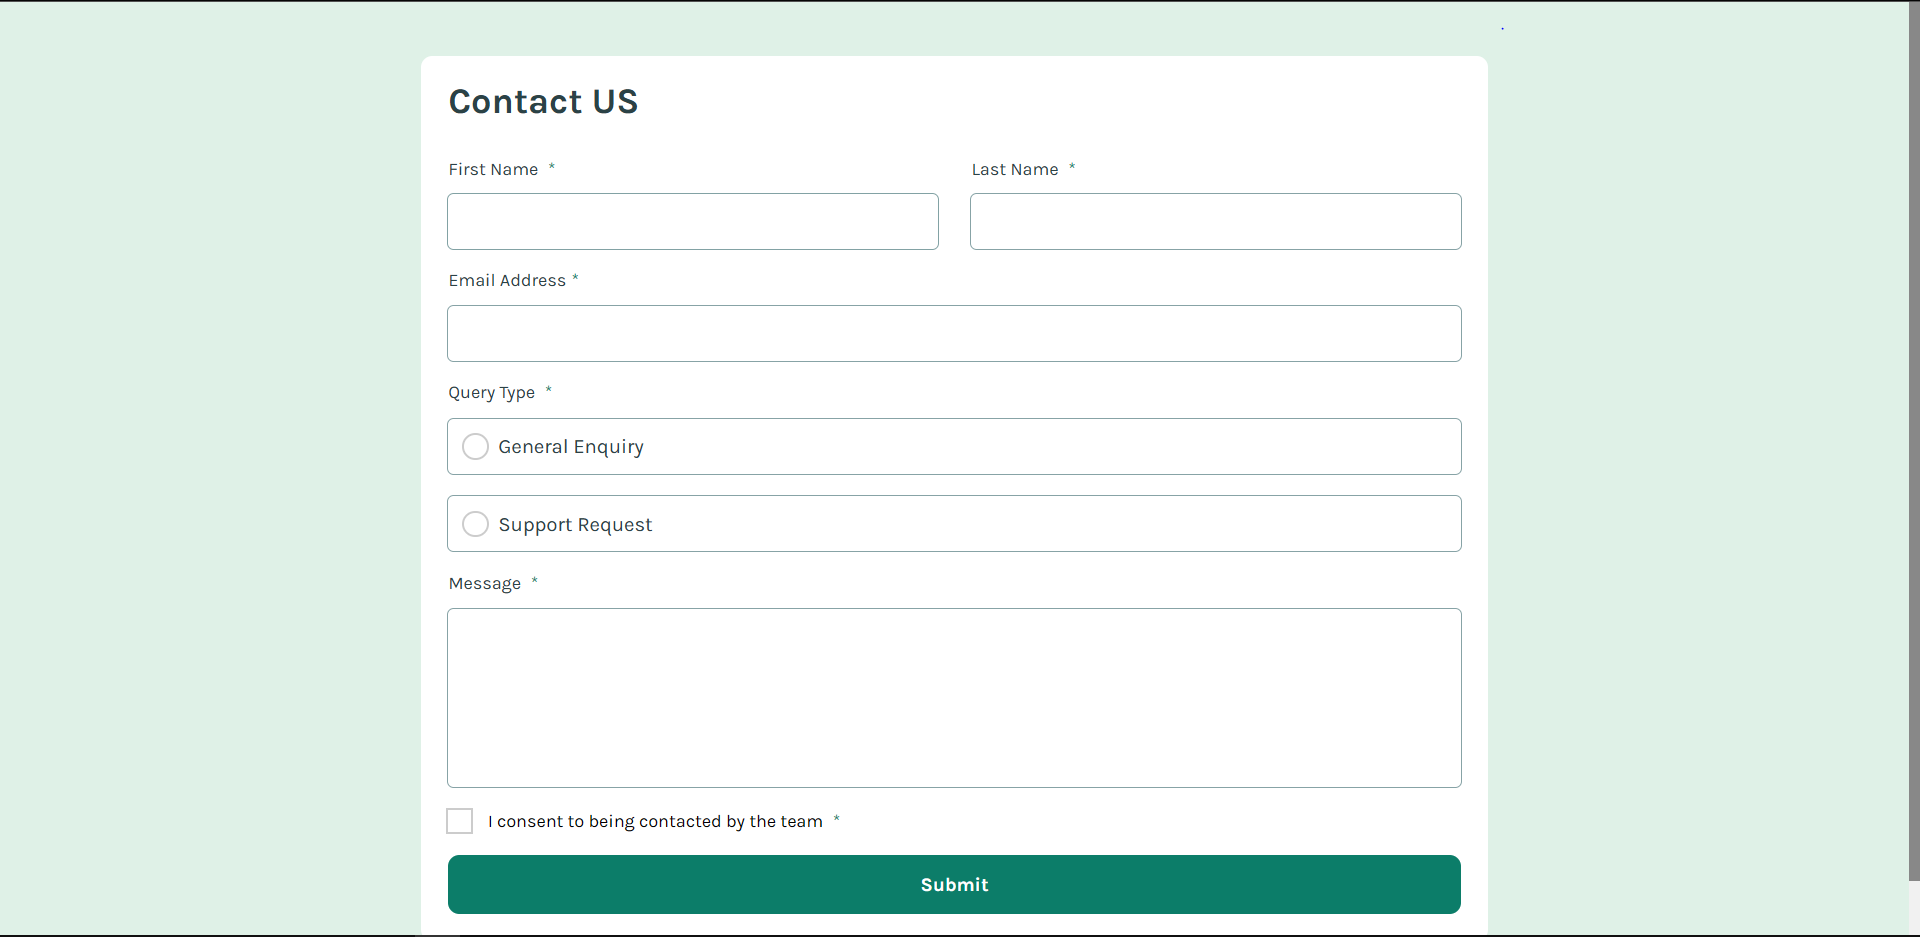 Contact US
First Name *
Last Name *
Email Address *
Query Type *
General Enquiry
Support Request
Message *
I consent to being contacted by the team *
Submit